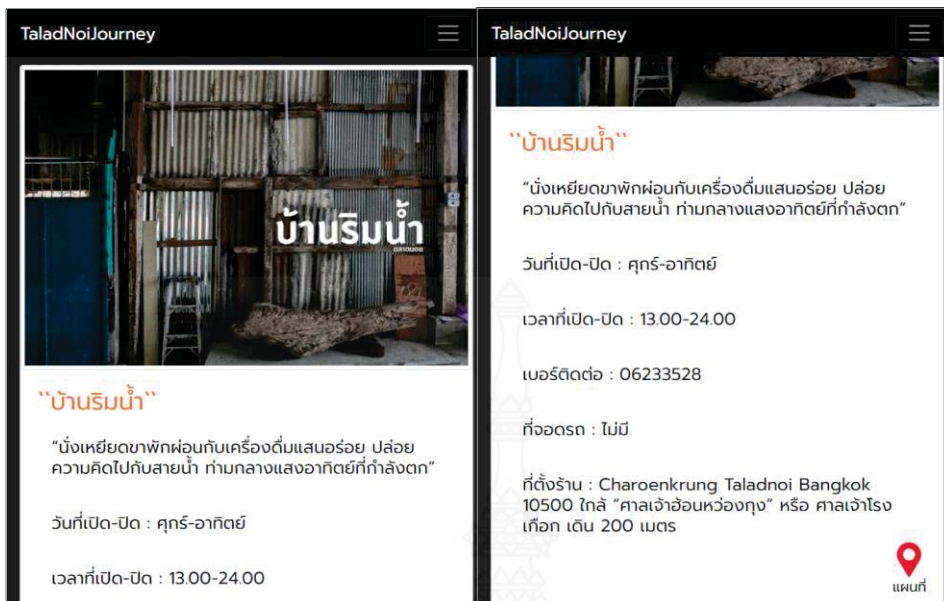 TaladNoiJourney
บ้านริมน้ำ
ตลาดน้อย
``บ้านริมน้ำ``
“นั่งเหยียดขาพักผ่อนกับเครื่องดื่มแสนอร่อย ปล่อย
ความคิดไปกับสายน้ำ ท่ามกลางแสงอาทิตย์ที่กำลังตก”
วันที่เปิด-ปิด : ศุกร์-อาทิตย์
เวลาที่เปิด-ปิด : 13.00-24.00
TaladNoiJourney
``บ้านริมน้ำ``
“นั่งเหยียดขาพักผ่อนกับเครื่องดื่มแสนอร่อย ปล่อย
ความคิดไปกับสายน้ำ ท่ามกลางแสงอาทิตย์ที่กำลังตก”
วันที่เปิด-ปิด : ศุกร์-อาทิตย์
เวลาที่เปิด-ปิด : 13.00-24.00
เบอร์ติดต่อ : 06233528
ที่จอดรถ : ไม่มี
ที่ตั้งร้าน : Charoenkrung Taladnoi Bangkok
10500 ใกล้ “ศาลเจ้าฮ้อนหว่องกุง” หรือ ศาลเจ้าโรง
เกือก เดิน 200 เมตร
แผนที่